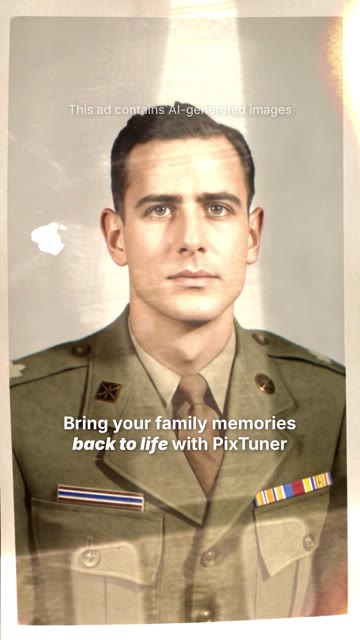 This ad contains AI-generated images
Bring your family memories
back to life with PixTuner